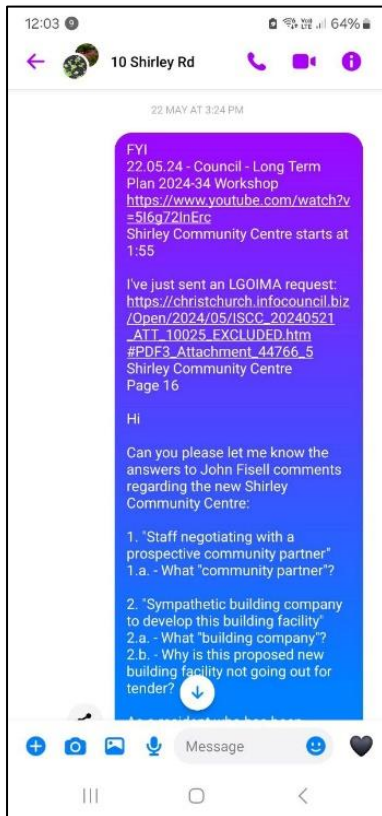 12:03 9 64%
10 Shirley Rd
22 MAY AT 3:24 PM
FYI
22.05.24 - Council - Long Term
Plan 2024-34 Workshop
https://www.youtube.com/watch?v
=5I6g72InErc
Shirley Community Centre starts at
1:55
I've just sent an LGOIMA request:
https://christchurch.infocouncil.biz
/Open/2024/05/ISCC_20240521
_ATT_10025_EXCLUDED.htm
#PDF3_Attachment_44766_5
Shirley Community Centre
Page 16
Hi
Can you please let me know the
answers to John Fisell comments
regarding the new Shirley
Community Centre:
1. "Staff negotiating with a
prospective community partner"
1.a. - What "community partner"?
2. "Sympathetic building company
to develop this building facility"
2.a. - What "building company"?
2.b. - Why is this proposed new
building facility not going out for
tender?
Message